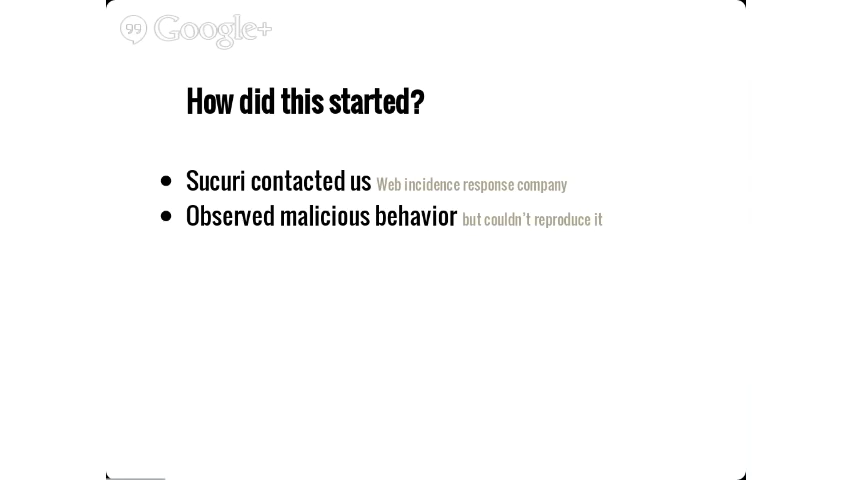 Google+
How did this started?
• Sucuri contacted us Web incidence response company
• Observed malicious behavior but couldn't reproduce it